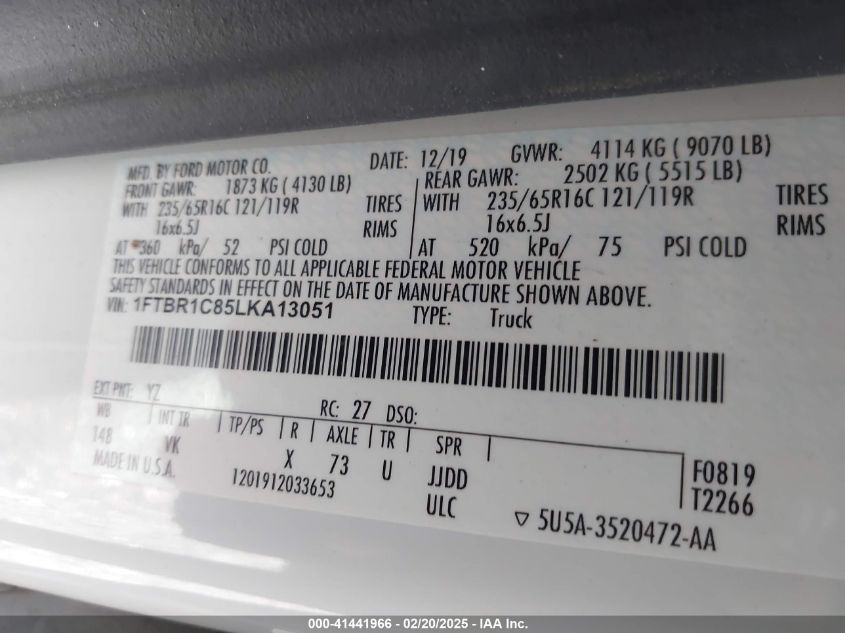 MFD. BY FORD MOTOR CO. DATE: 12/19 GVWR: 4114 KG ( 9070 LB)
FRONT GAWR: 1873 KG ( 4130 LB) REAR GAWR: 2502 KG ( 5515 LB)
WITH 235/65R16C 121/119R TIRES WITH 235/65R16C 121/119R TIRES
16x6.5J RIMS 16x6.5J RIMS
AT 360 kPa/ 52 PSI COLD AT 520 kPa/ 75 PSI COLD
THIS VEHICLE CONFORMS TO ALL APPLICABLE FEDERAL MOTOR VEHICLE
SAFETY STANDARDS IN EFFECT ON THE DATE OF MANUFACTURE SHOWN ABOVE.
VIN: 1FTBR1C85LKA13051 TYPE: Truck
EXT PNT: YZ RC: 27 DSO:
WB INT TR TP/PS R AXLE TR SPR
148 VK X 73 U JJDD F0819
MADE IN U.S.A. 1201912033653 ULC T2266
▽ 5U5A-3520472-AA
000-41441966 - 02/20/2025 - IAA Inc.